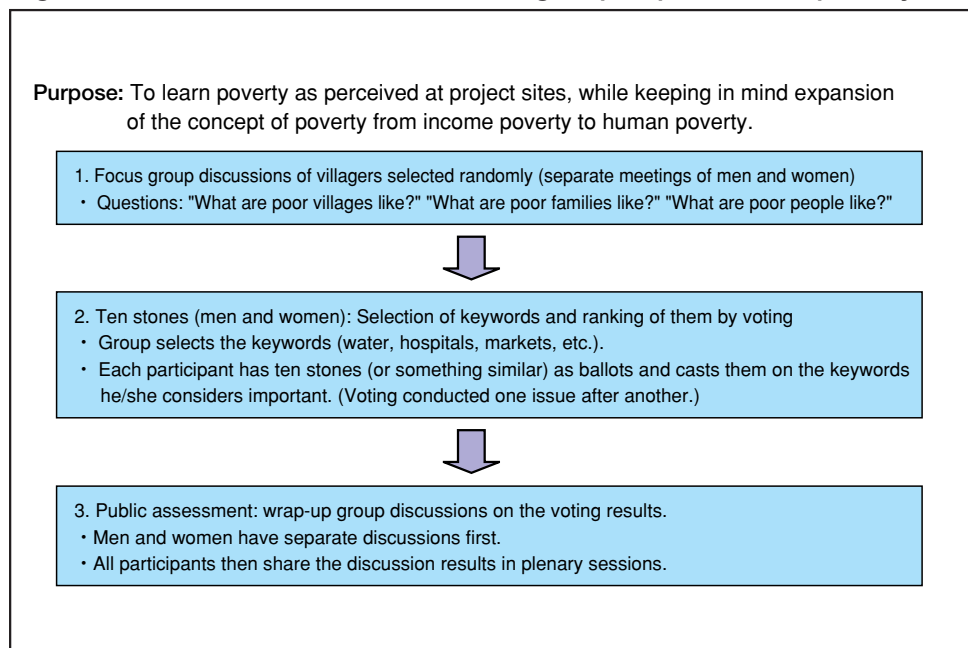 Purpose: To learn poverty as perceived at project sites, while keeping in mind expansion
of the concept of poverty from income poverty to human poverty.
1. Focus group discussions of villagers selected randomly (separate meetings of men and women)
・ Questions: "What are poor villages like?" "What are poor families like?" "What are poor people like?"
2. Ten stones (men and women): Selection of keywords and ranking of them by voting
・ Group selects the keywords (water, hospitals, markets, etc.).
・ Each participant has ten stones (or something similar) as ballots and casts them on the keywords
he/she considers important. (Voting conducted one issue after another.)
3. Public assessment: wrap-up group discussions on the voting results.
・ Men and women have separate discussions first.
・ All participants then share the discussion results in plenary sessions.